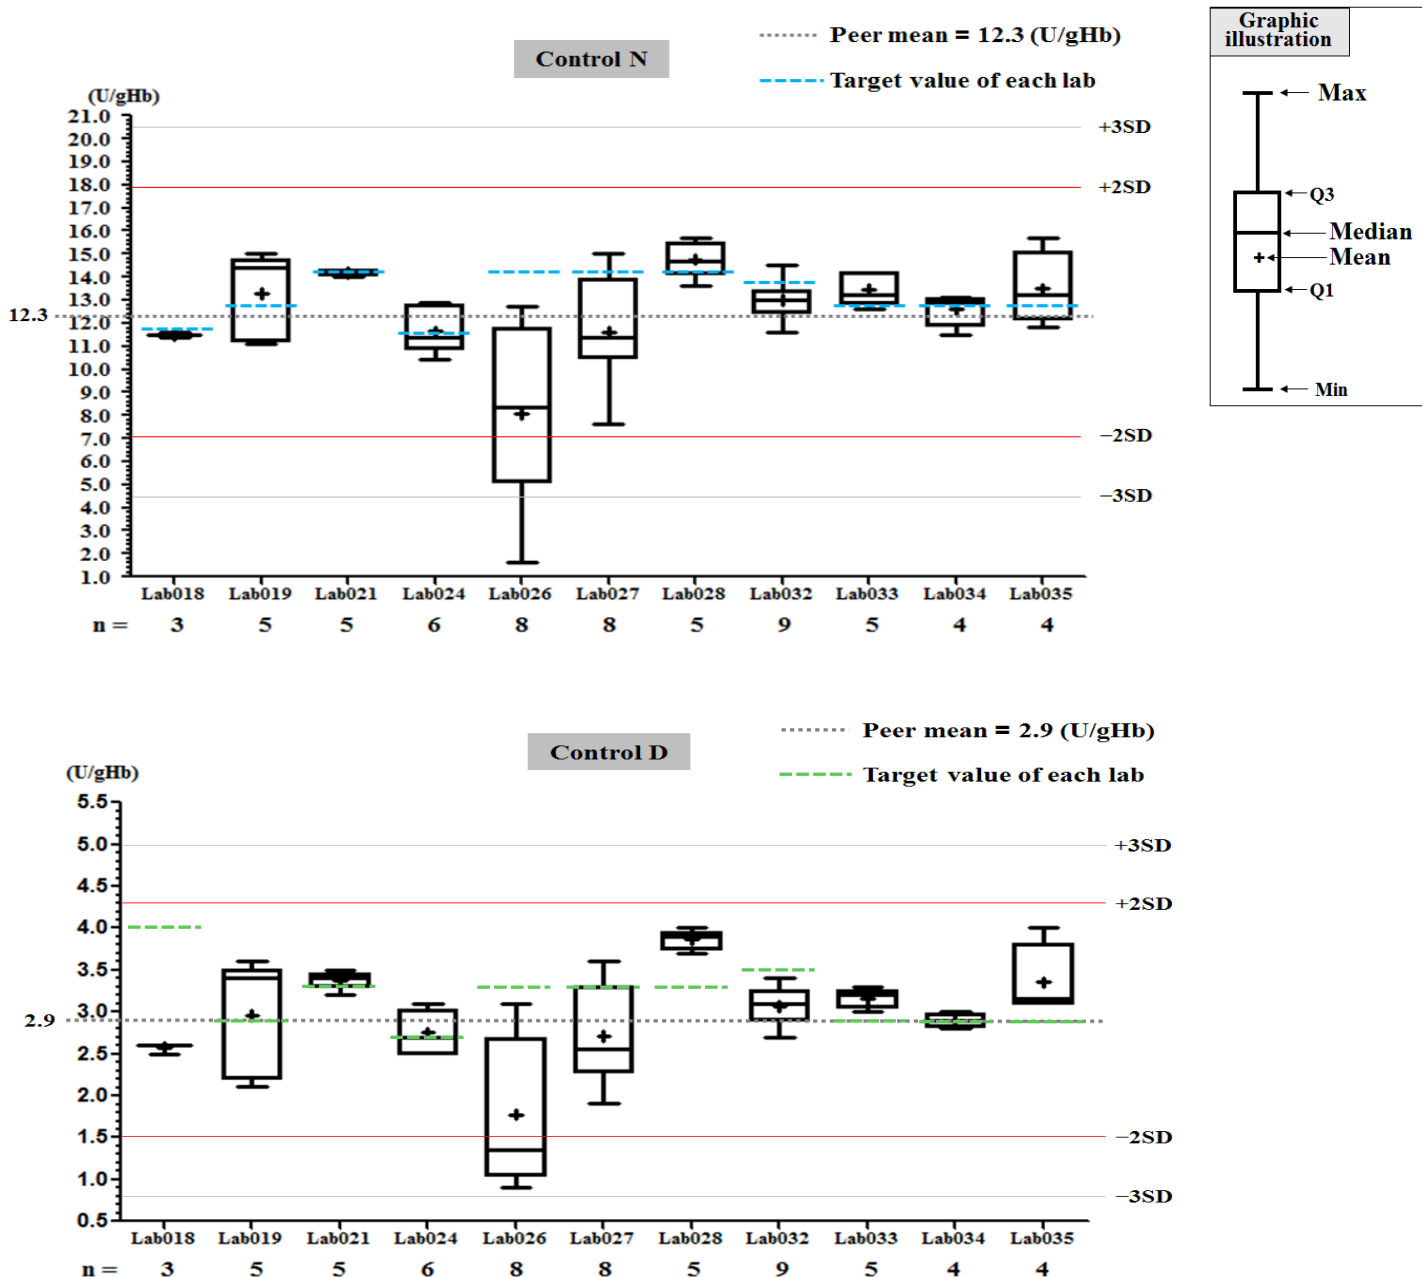 Control N
Peer mean = 12.3 (U/gHb)
Target value of each lab
Graphic
illustration
Max
Q3
Median
Mean
Q1
Min
(U/gHb)
21.0
20.0
19.0
18.0
17.0
16.0
15.0
14.0
13.0
12.0
11.0
10.0
9.0
8.0
7.0
6.0
5.0
4.0
3.0
2.0
1.0
12.3
+3SD
+2SD
−2SD
−3SD
Lab018 Lab019 Lab021 Lab024 Lab026 Lab027 Lab028 Lab032 Lab033 Lab034 Lab035
n = 3 5 5 6 8 8 5 9 5 4 4
Control D
Peer mean = 2.9 (U/gHb)
Target value of each lab
(U/gHb)
5.5
5.0
4.5
4.0
3.5
3.0
2.5
2.0
1.5
1.0
0.5
2.9
+3SD
+2SD
−2SD
−3SD
Lab018 Lab019 Lab021 Lab024 Lab026 Lab027 Lab028 Lab032 Lab033 Lab034 Lab035
n = 3 5 5 6 8 8 5 9 5 4 4